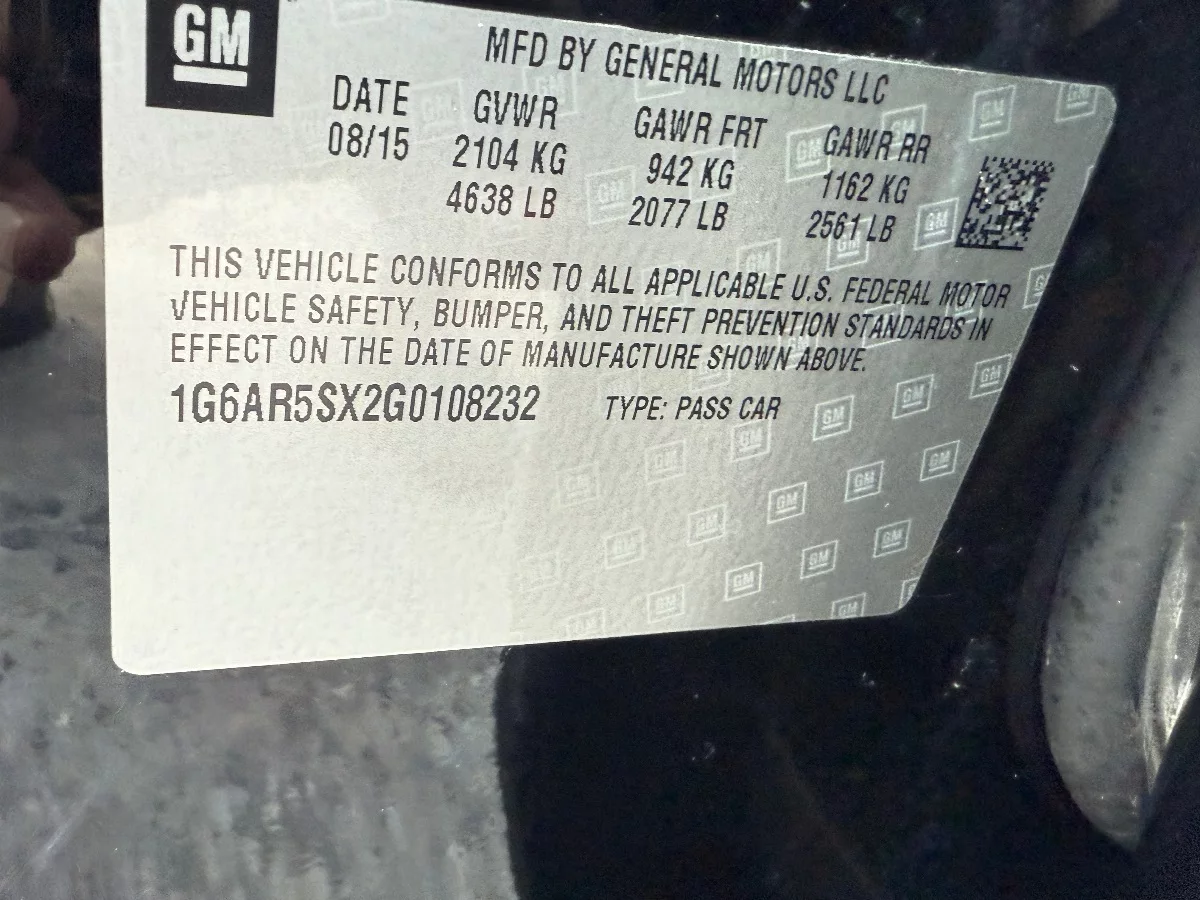 GM
MFD BY GENERAL MOTORS LLC
DATE GVWR GAWR FRT GAWR RR
08/15 2104 KG 942 KG 1162 KG
4638 LB 2077 LB 2561 LB
THIS VEHICLE CONFORMS TO ALL APPLICABLE U.S. FEDERAL MOTOR
VEHICLE SAFETY, BUMPER, AND THEFT PREVENTION STANDARDS IN
EFFECT ON THE DATE OF MANUFACTURE SHOWN ABOVE.
1G6AR5SX2G0108232 TYPE: PASS CAR